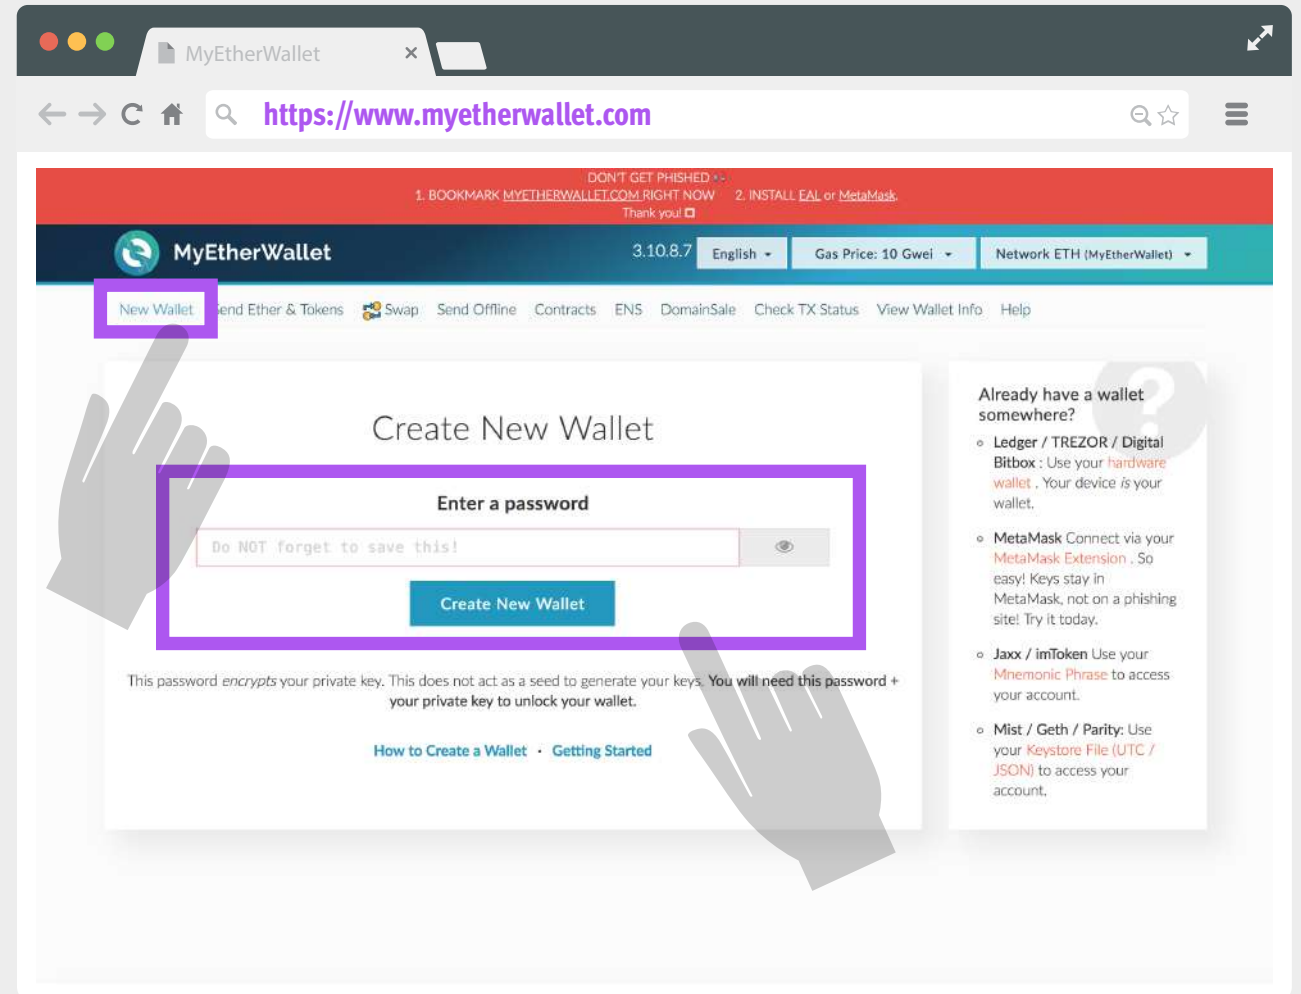 MyEtherWallet ×
https://www.myetherwallet.com
DON'T GET PHISHED
1. BOOKMARK MYETHERWALLET.COM RIGHT NOW 2. INSTALL EAL or MetaMask.
Thank you!
MyEtherWallet
3.10.8.7 English Gas Price: 10 Gwei Network ETH (MyEtherWallet)
New Wallet end Ether & Tokens Swap Send Offline Contracts ENS DomainSale Check TX Status View Wallet Info Help
Create New Wallet
Enter a password
Do NOT forget to save this!
Create New Wallet
This password encrypts your private key. This does not act as a seed to generate your keys. You will need this password +
your private key to unlock your wallet.
How to Create a Wallet · Getting Started
Already have a wallet
somewhere?
Ledger / TREZOR / Digital
Bitbox : Use your hardware
wallet . Your device is your
wallet.
MetaMask Connect via your
MetaMask Extension . So
easy! Keys stay in
MetaMask, not on a phishing
site! Try it today.
Jaxx / imToken Use your
Mnemonic Phrase to access
your account.
Mist / Geth / Parity: Use
your Keystore File (UTC /
JSON) to access your
account.